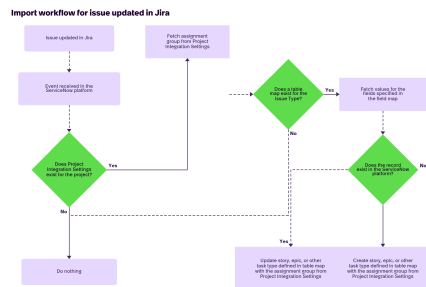 Import workflow for issue updated in Jira
Issue updated in Jira
Fetch assignment
group from Project
Integration Settings
Event received in the
ServiceNow platform
Does a table
map exist for the
Issue Type?
Yes
Fetch values for the
fields specified in
the field map
No
Does Project
Integration Settings
exist for the project?
Yes
Does the record
exist in the ServiceNow
platform?
No
No
Yes
Do nothing
Update story, epic, or other
task type defined in table map
with the assignment group from
Project Integration Settings
Create story, epic, or other
task type defined in table map
with the assignment group from
Project Integration Settings